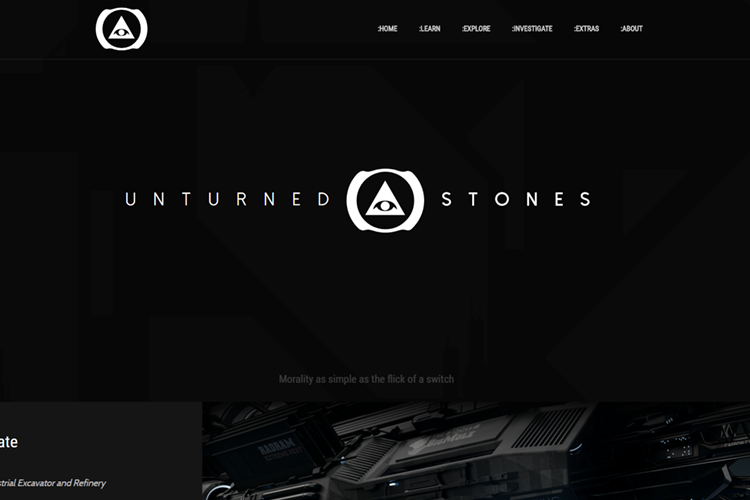 :HOME :LEARN :EXPLORE :INVESTIGATE :EXTRAS :ABOUT
UNTURNED STONES
Morality as simple as the flick of a switch
ate
strial Excavator and Refinery
BADRAM